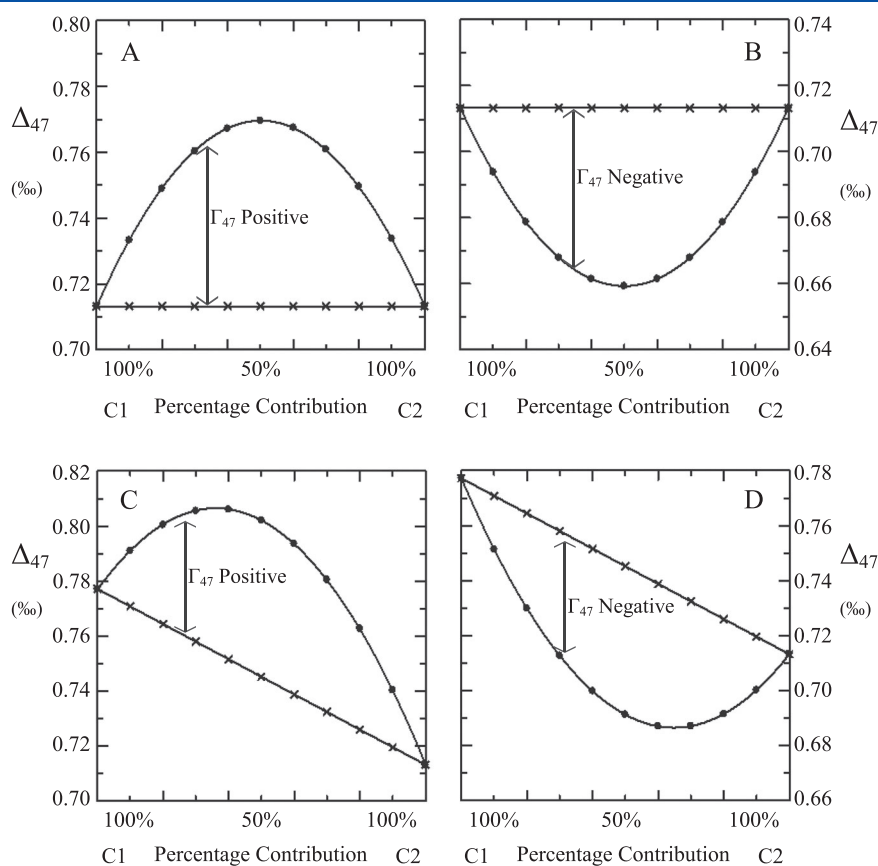 0.80
A
0.78
Δ47
0.76
(‰)
0.74
Γ47 Positive
0.72
0.70
100% 50% 100%
C1 Percentage Contribution C2
0.74
B
0.72
Δ47
0.70
Γ47 Negative
(‰)
0.68
0.66
0.64
100% 50% 100%
C1 Percentage Contribution C2
0.82
C
0.80
Δ47
0.78
Γ47 Positive
(‰)
0.76
0.74
0.72
0.70
100% 50% 100%
C1 Percentage Contribution C2
0.78
D
0.76
Δ47
0.74
Γ47 Negative
(‰)
0.72
0.70
0.68
0.66
100% 50% 100%
C1 Percentage Contribution C2